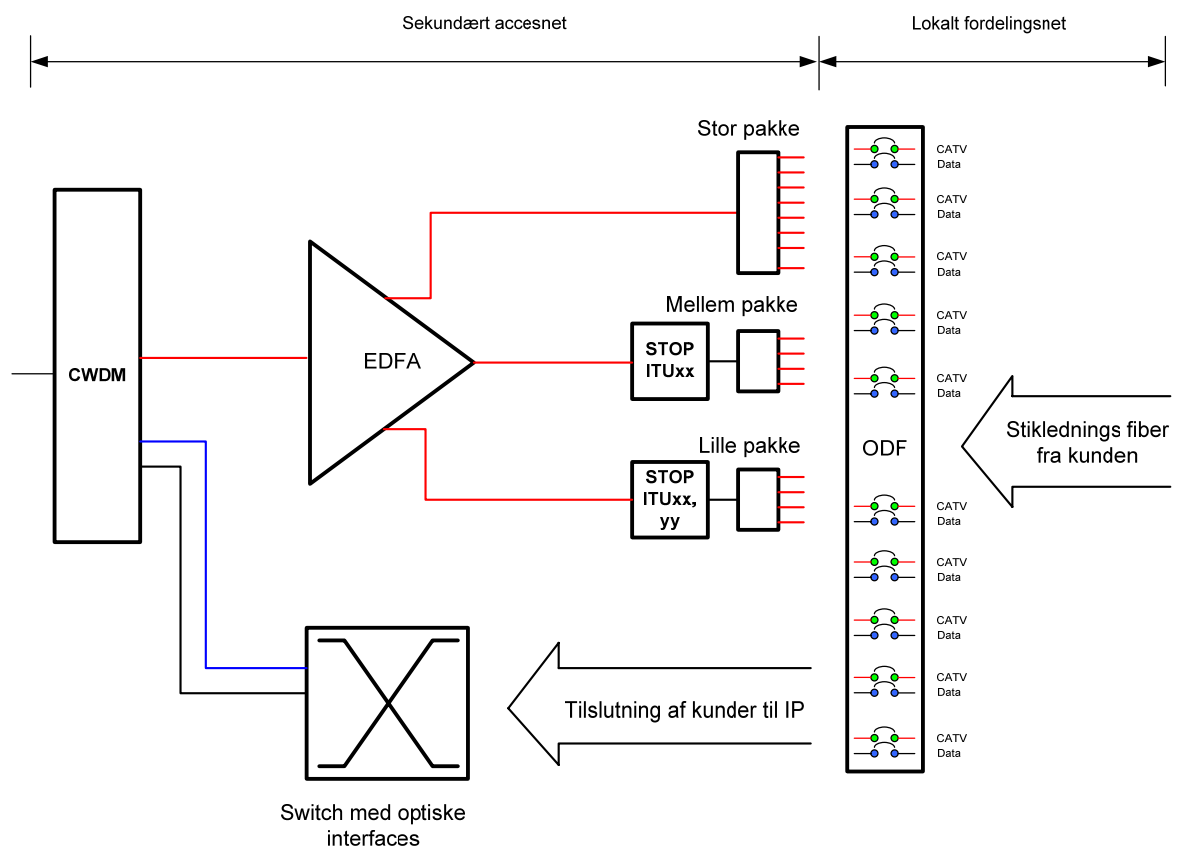 Sekundært accesnet
Lokalt fordelingsnet
Stor pakke
CWDM
EDFA
Mellem pakke
STOP
ITUxx
Lille pakke
STOP
ITUxx,
yy
CATV
Data
CATV
Data
CATV
Data
CATV
Data
CATV
Data
ODF
CATV
Data
CATV
Data
CATV
Data
CATV
Data
CATV
Data
Stiklednings fiber
fra kunden
Tilslutning af kunder til IP
Switch med optiske
interfaces